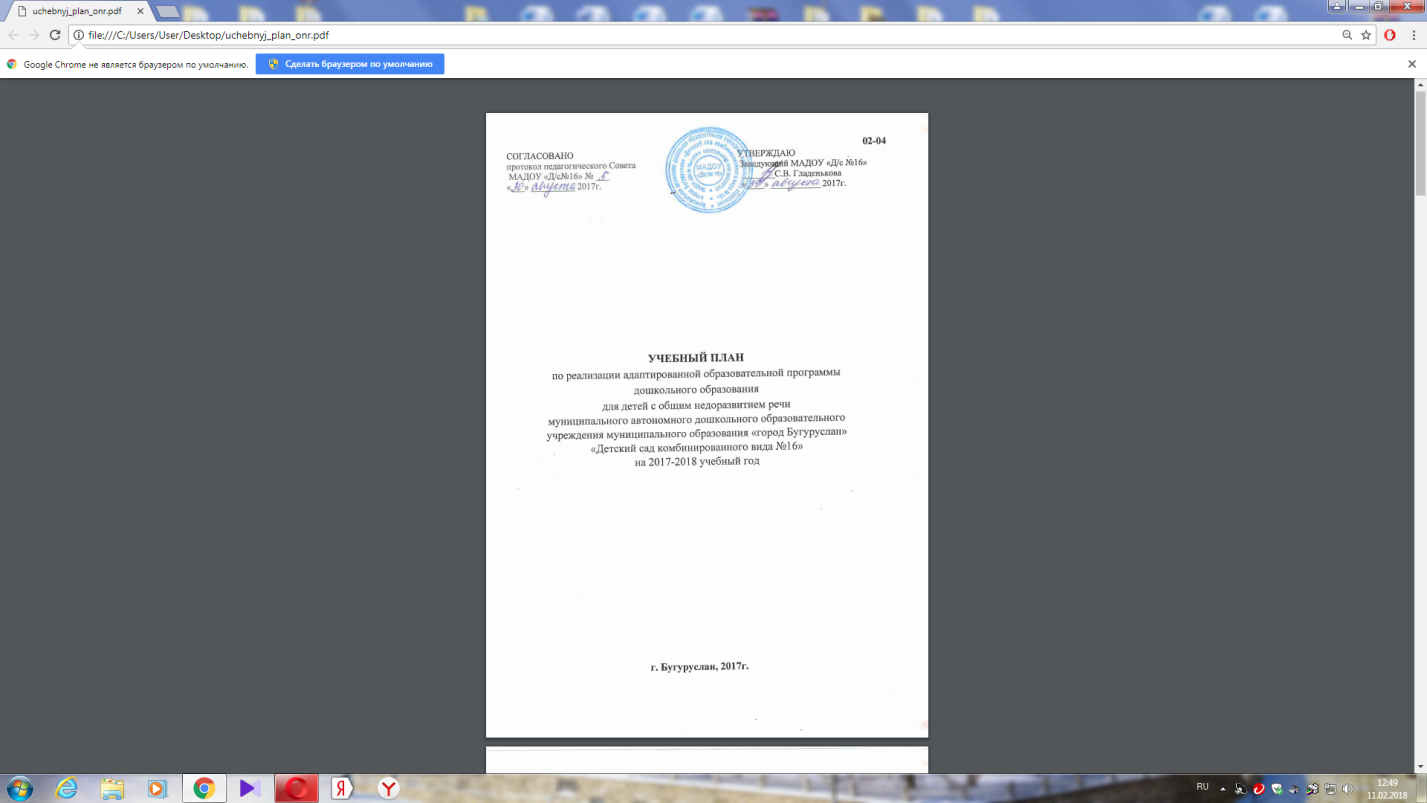 uchebnyj_plan_onr.pdf
file:///C:/Users/User/Desktop/uchebnyj_plan_onr.pdf
Google Chrome не является браузером по умолчанию.
Сделать браузером по умолчанию
02-04
СОГЛАСОВАНО
протокол педагогического Совета
МАДОУ «Д/с№16» № 5
«30» августа 2017г.
МАДОУ
«Д/с № 16»
УТВЕРЖДАЮ
Заведующий МАДОУ «Д/с №16»
С.В. Гладенькова
августа 2017г.
УЧЕБНЫЙ ПЛАН
по реализации адаптированной образовательной программы
дошкольного образования
для детей с общим недоразвитием речи
муниципального автономного дошкольного образовательного
учреждения муниципального образования «город Бугуруслан»
«Детский сад комбинированного вида №16»
на 2017-2018 учебный год
г. Бугуруслан, 2017г.
RU
12:49
11.02.2018